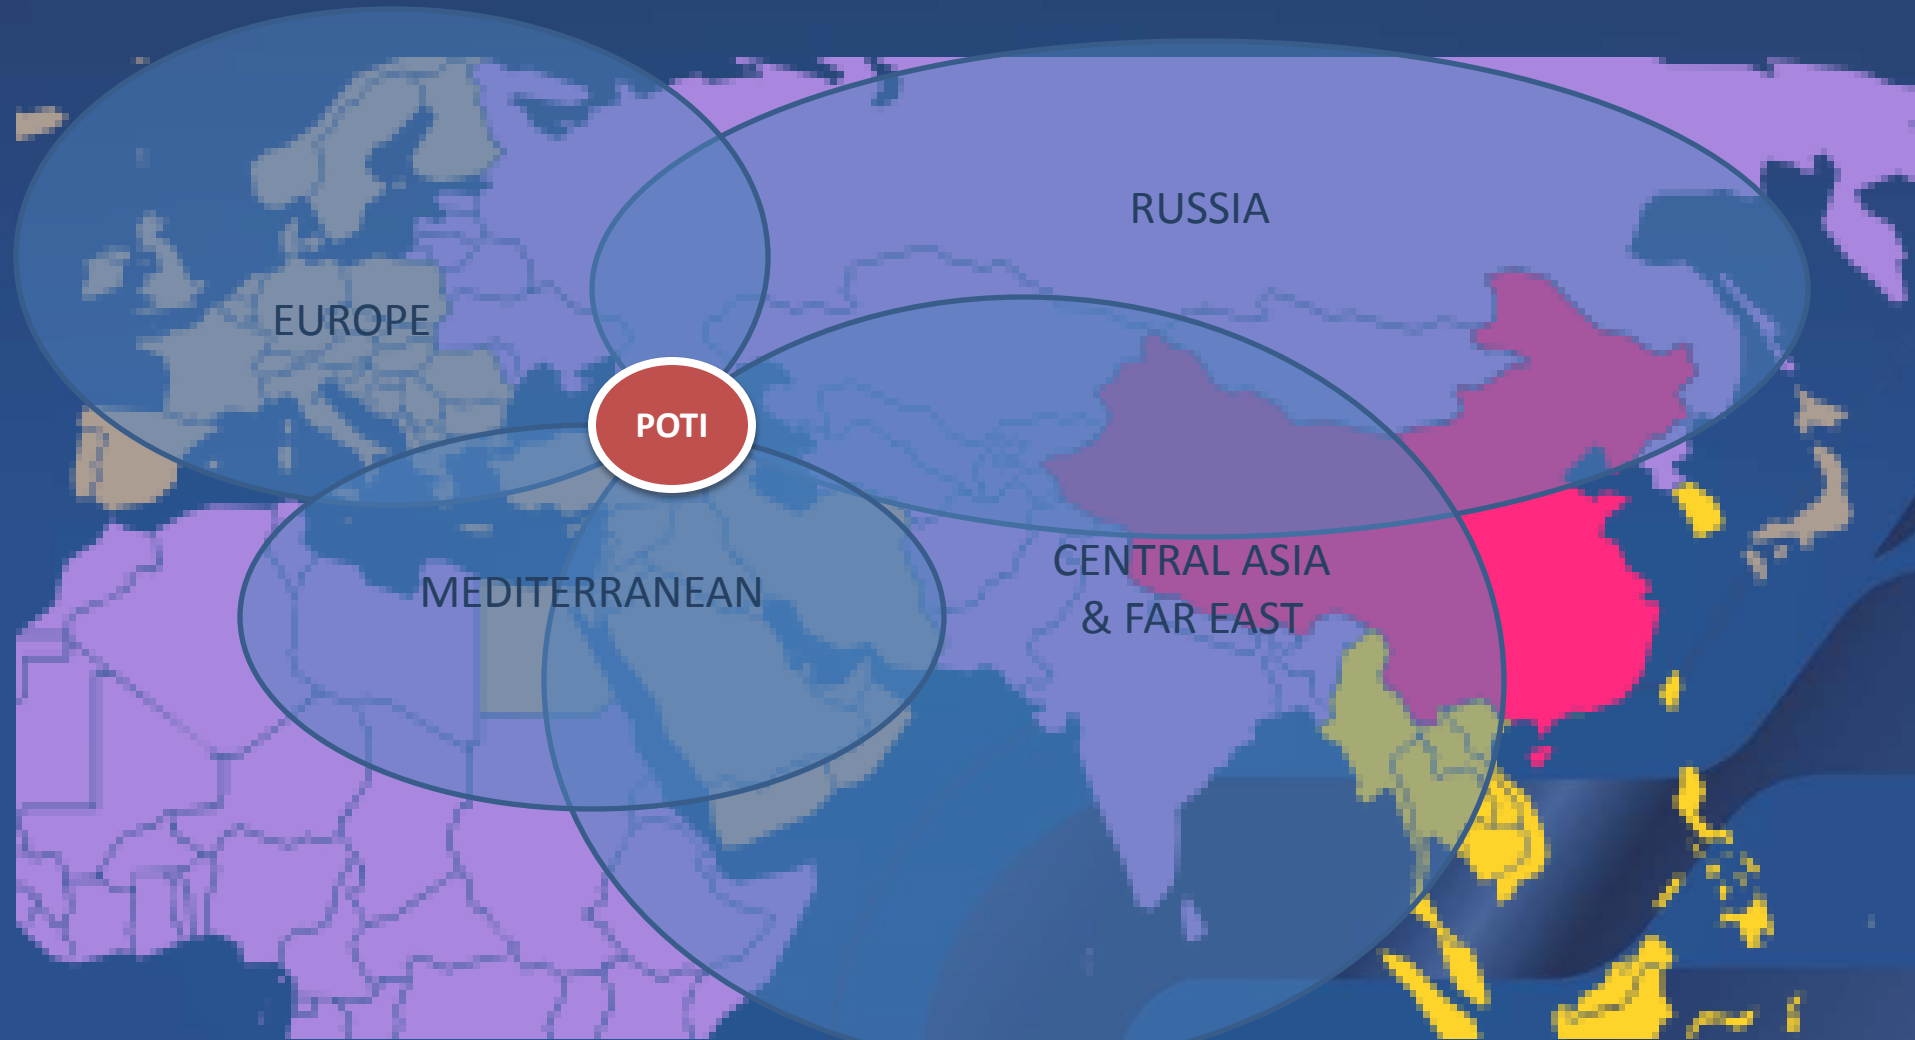 RUSSIA
EUROPE
POTI
MEDITERRANEAN
CENTRAL ASIA
& FAR EAST